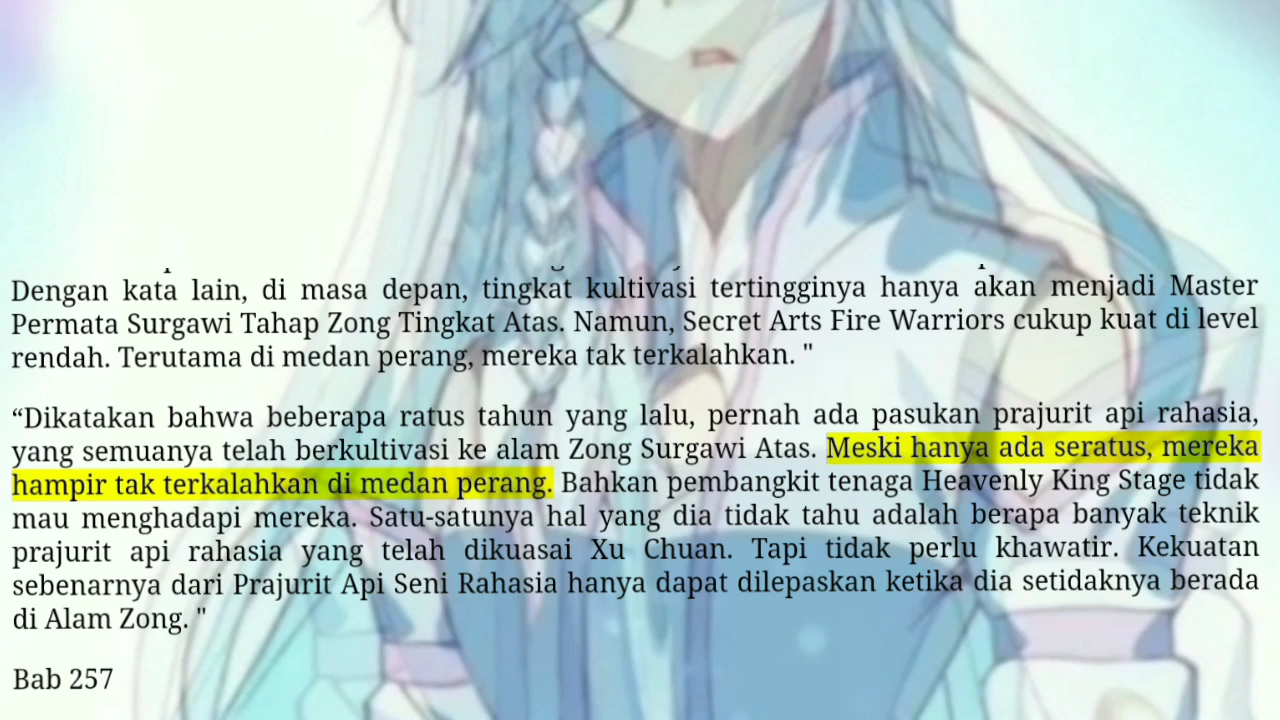 Dengan kata lain, di masa depan, tingkat kultivasi tertingginya hanya akan menjadi Master
Permata Surgawi Tahap Zong Tingkat Atas. Namun, Secret Arts Fire Warriors cukup kuat di level
rendah. Terutama di medan perang, mereka tak terkalahkan. "
“Dikatakan bahwa beberapa ratus tahun yang lalu, pernah ada pasukan prajurit api rahasia,
yang semuanya telah berkultivasi ke alam Zong Surgawi Atas. Meski hanya ada seratus, mereka
hampir tak terkalahkan di medan perang. Bahkan pembangkit tenaga Heavenly King Stage tidak
mau menghadapi mereka. Satu-satunya hal yang dia tidak tahu adalah berapa banyak teknik
prajurit api rahasia yang telah dikuasai Xu Chuan. Tapi tidak perlu khawatir. Kekuatan
sebenarnya dari Prajurit Api Seni Rahasia hanya dapat dilepaskan ketika dia setidaknya berada
di Alam Zong. "
Bab 257